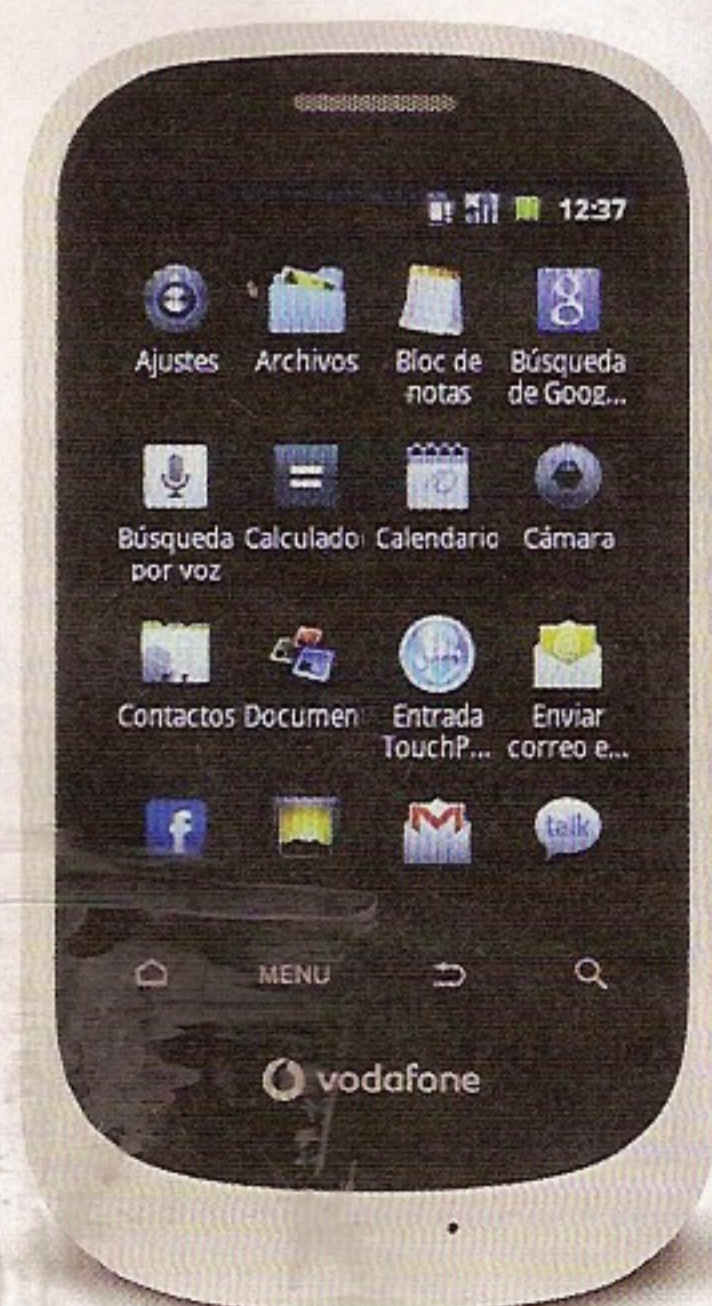 12:37
Ajustes Archivos Bloc de notas Búsqueda de Goog...
Búsqueda por voz Calculado Calendario Cámara
Contactos Documen Entrada TouchP... Enviar correo e...
f M talk
MENU
vodafone